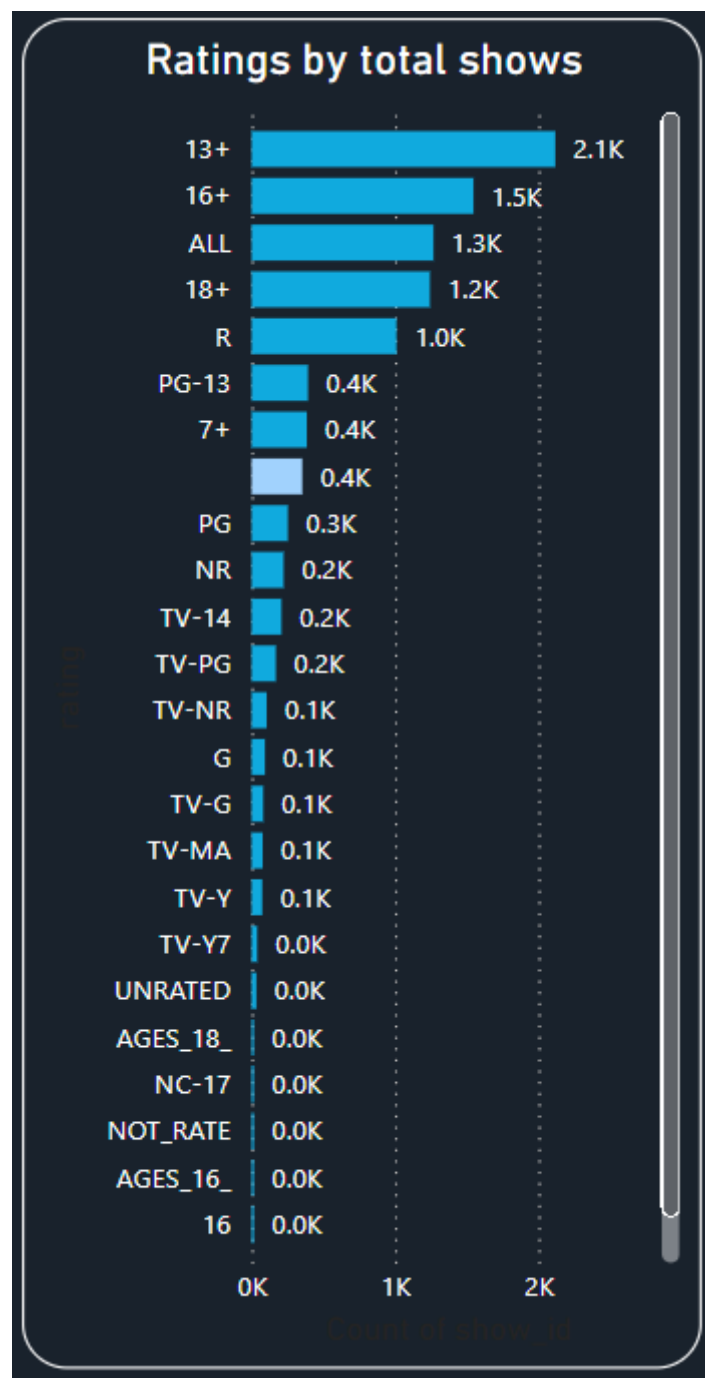 Ratings by total shows
13+ 2.1K
16+ 1.5K
ALL 1.3K
18+ 1.2K
R 1.0K
PG-13 0.4K
7+ 0.4K
0.4K
PG 0.3K
NR 0.2K
TV-14 0.2K
TV-PG 0.2K
TV-NR 0.1K
G 0.1K
TV-G 0.1K
TV-MA 0.1K
TV-Y 0.1K
TV-Y7 0.0K
UNRATED 0.0K
AGES_18_ 0.0K
NC-17 0.0K
NOT_RATE 0.0K
AGES_16_ 0.0K
16 0.0K
rating
0K 1K 2K
Count of show_id